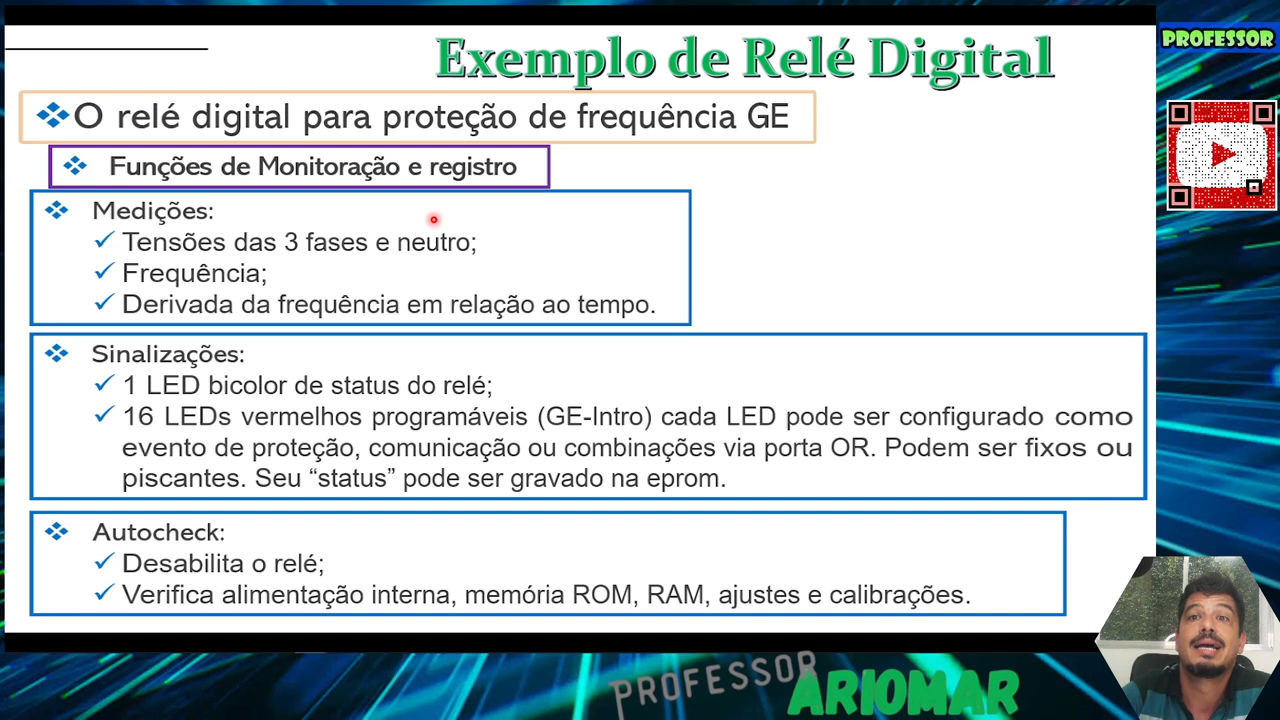 Exemplo de Relé Digital
PROFESSOR
O relé digital para proteção de frequência GE
Funções de Monitoração e registro
Medições:
Tensões das 3 fases e neutro;
Frequência;
Derivada da frequência em relação ao tempo.
Sinalizações:
1 LED bicolor de status do relé;
16 LEDs vermelhos programáveis (GE-Intro) cada LED pode ser configurado como
evento de proteção, comunicação ou combinações via porta OR. Podem ser fixos ou
piscantes. Seu “status” pode ser gravado na eprom.
Autocheck:
Desabilita o relé;
Verifica alimentação interna, memória ROM, RAM, ajustes e calibrações.
PROFESSOR
ARIOMAR